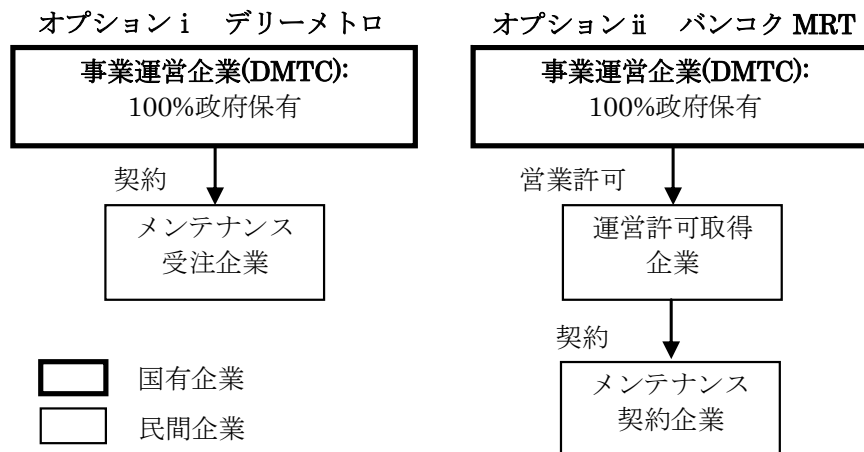 オプションⅰ デリーメトロ
事業運営企業(DMTC):
100%政府保有
契約
メンテナンス
受注企業
オプションⅱ バンコク MRT
事業運営企業(DMTC):
100%政府保有
営業許可
運営許可取得
企業
契約
メンテナンス
契約企業
国有企業
民間企業